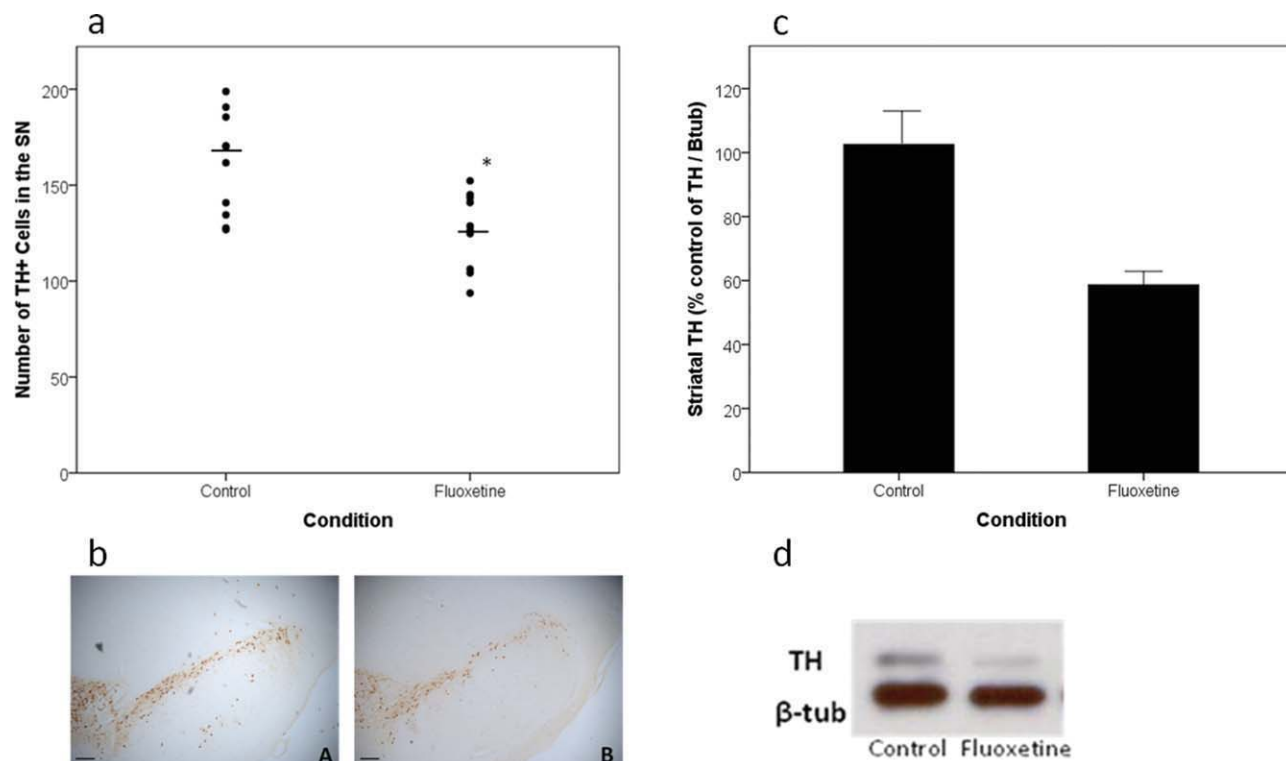 a
Number of TH+ Cells in the SN
200
150
100
50
0
*
Control Fluoxetine
Condition
c
Striatal TH (% control of TH / Btub)
120
100
80
60
40
20
0
Control Fluoxetine
Condition
b
A
B
d
TH
β-tub
Control Fluoxetine